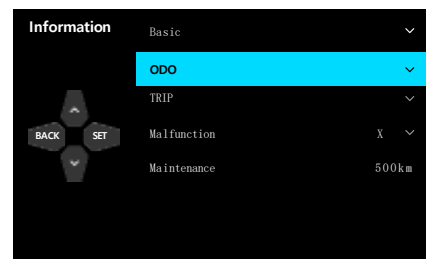 Information
Basic
ODO
TRIP
BACK SET
Malfunction X
Maintenance 500km